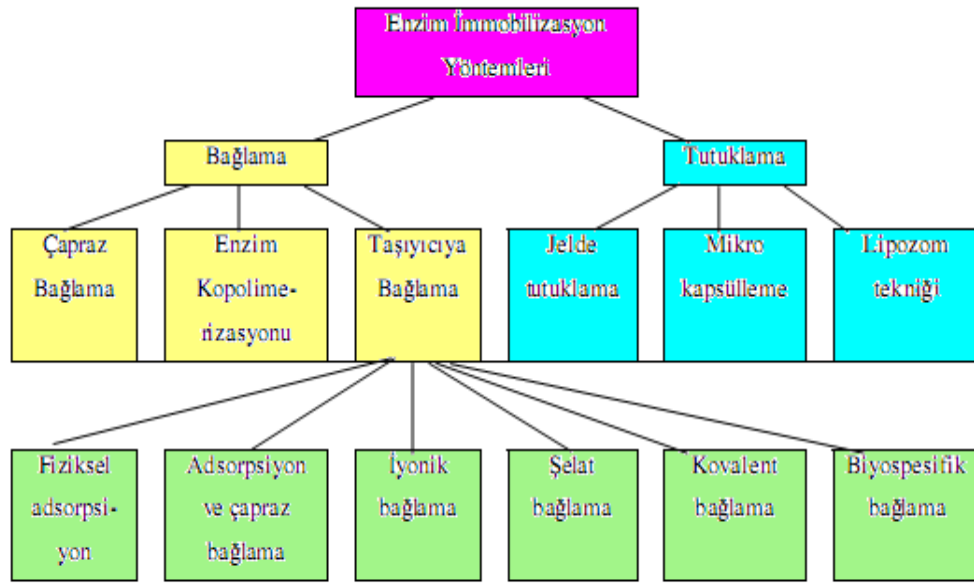 Enzim İmmobilizasyon
Yöntemleri
Bağlama
Tutuklama
Çapraz
Bağlama
Enzim
Kopolime-
rizasyonu
Taşıyıcıya
Bağlama
Jelde
tutuklama
Mikro
kapsülleme
Lipozom
tekniği
Fiziksel
adsorpsi-
yon
Adsorpsiyon
ve çapraz
bağlama
İyonik
bağlama
Şelat
bağlama
Kovalent
bağlama
Biyospesifik
bağlama